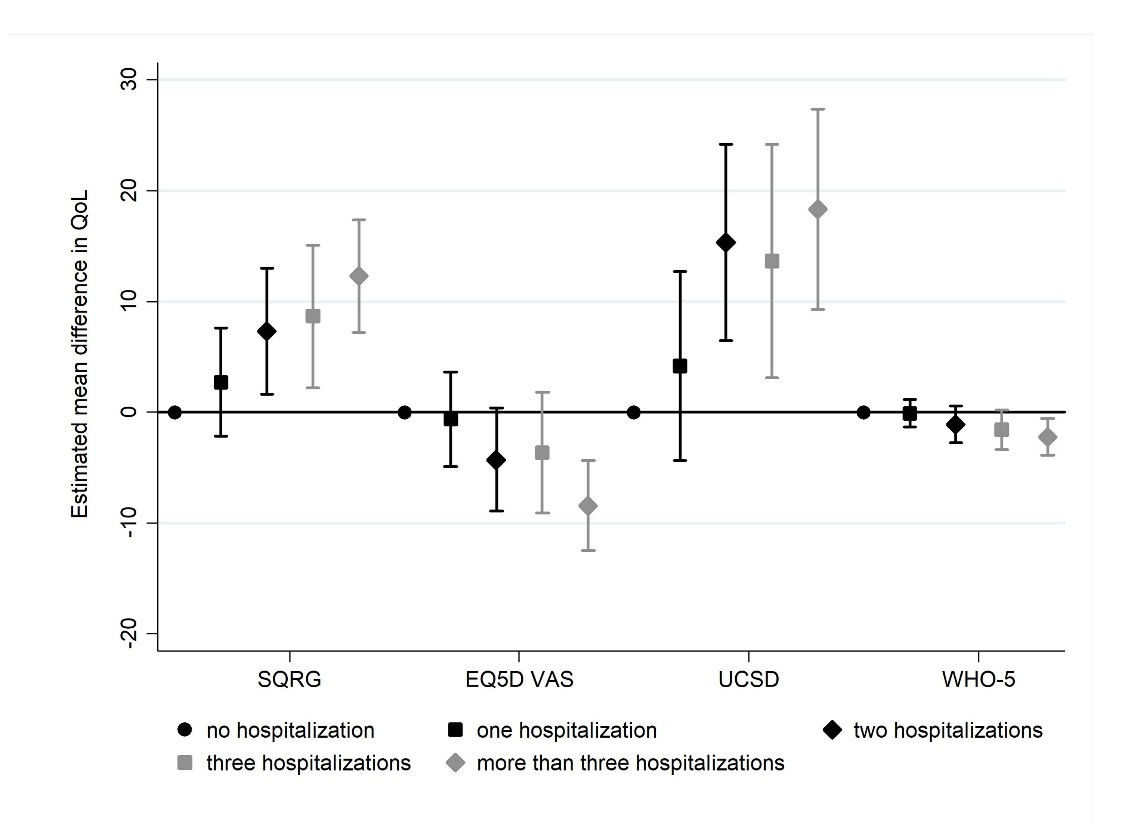 30
20
10
0
-10
-20
Estimated mean difference in QoL
SQRG EQ5D VAS UCSD WHO-5
no hospitalization one hospitalization two hospitalizations
three hospitalizations more than three hospitalizations